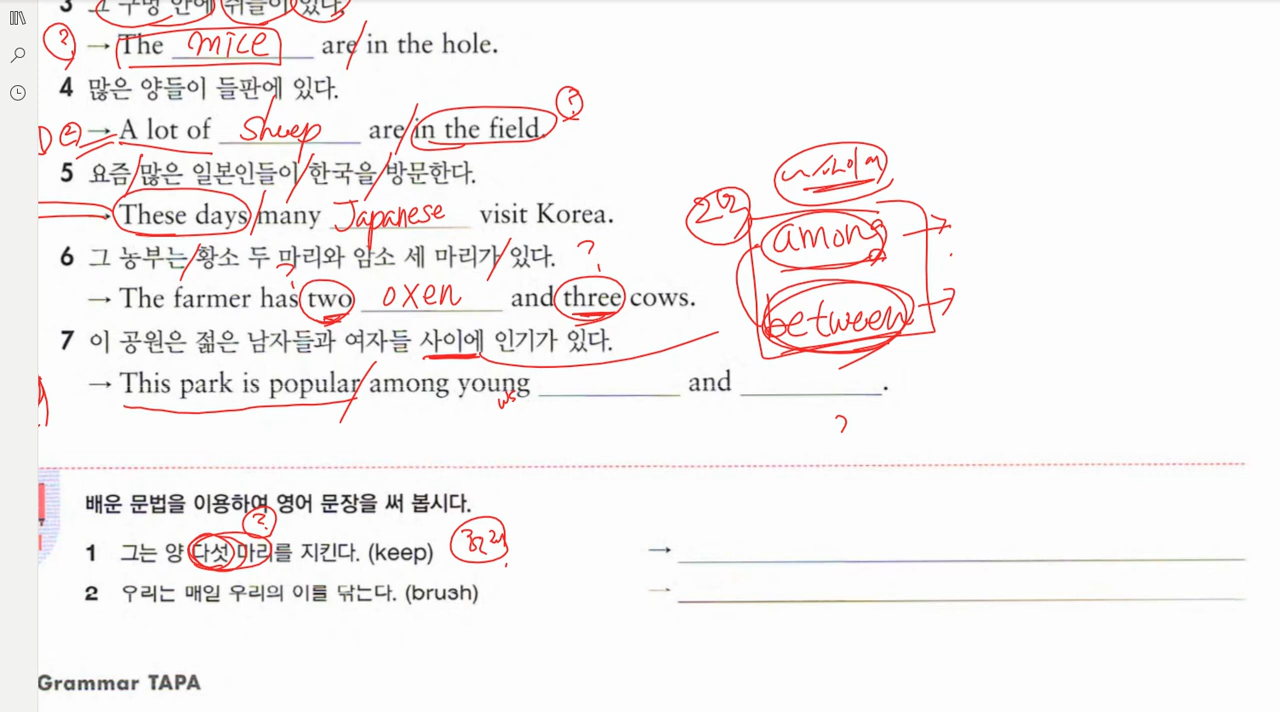 3 그 구멍 안에 쥐들이 있다.
? → The mice are in the hole.
4 많은 양들이 들판에 있다.
② → A lot of sheep are in the field. ?
5 요즘 많은 일본인들이 한국을 방문한다.
→ These days many Japanese visit Korea.
6 그 농부는 황소 두 마리와 암소 세 마리가 있다.
? ?
→ The farmer has two oxen and three cows.
among
between
7 이 공원은 젊은 남자들과 여자들 사이에 인기가 있다.
→ This park is popular among young and .
?
배운 문법을 이용하여 영어 문장을 써 봅시다.
?
1 그는 양 다섯 마리를 지킨다. (keep) →
2 우리는 매일 우리의 이를 닦는다. (brush) →
Grammar TAPA